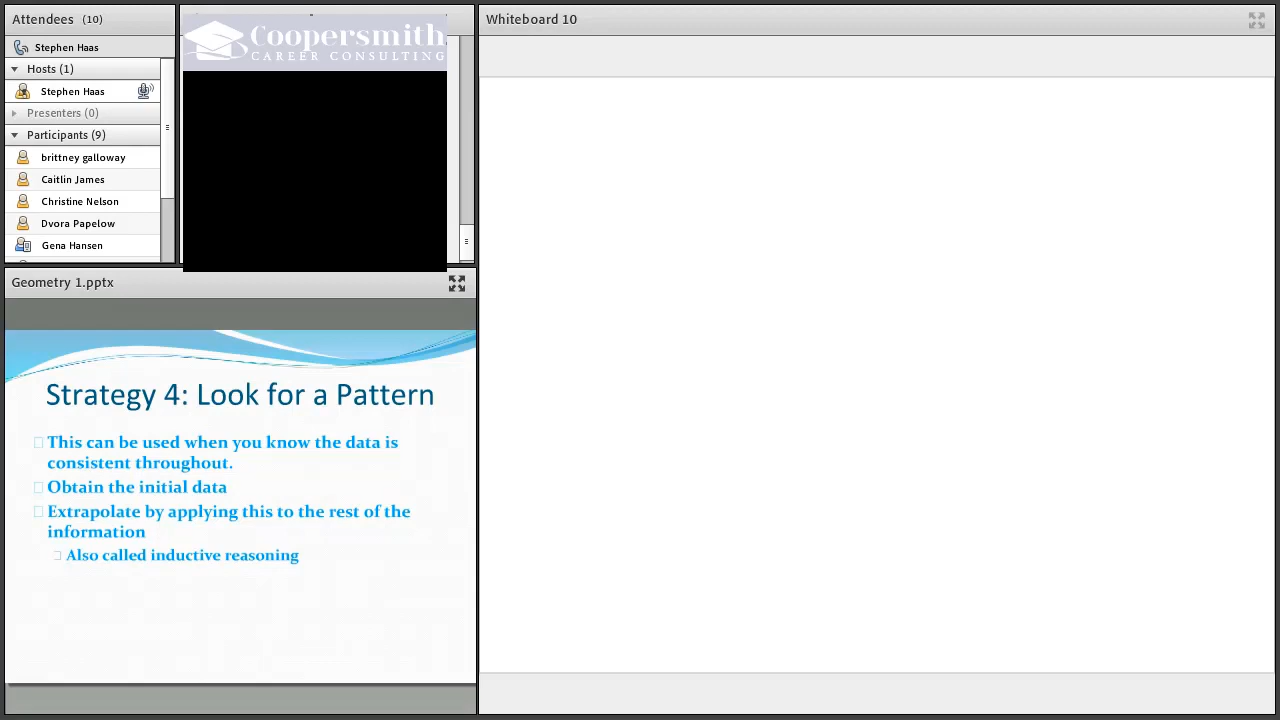 Attendees (10)
Stephen Haas
Hosts (1)
Stephen Haas
Presenters (0)
Participants (9)
brittney galloway
Caitlin James
Christine Nelson
Dvora Papelow
Gena Hansen
Coopersmith
CAREER CONSULTING
Geometry 1.pptx
Strategy 4: Look for a Pattern
This can be used when you know the data is
consistent throughout.
Obtain the initial data
Extrapolate by applying this to the rest of the
information
Also called inductive reasoning
Whiteboard 10